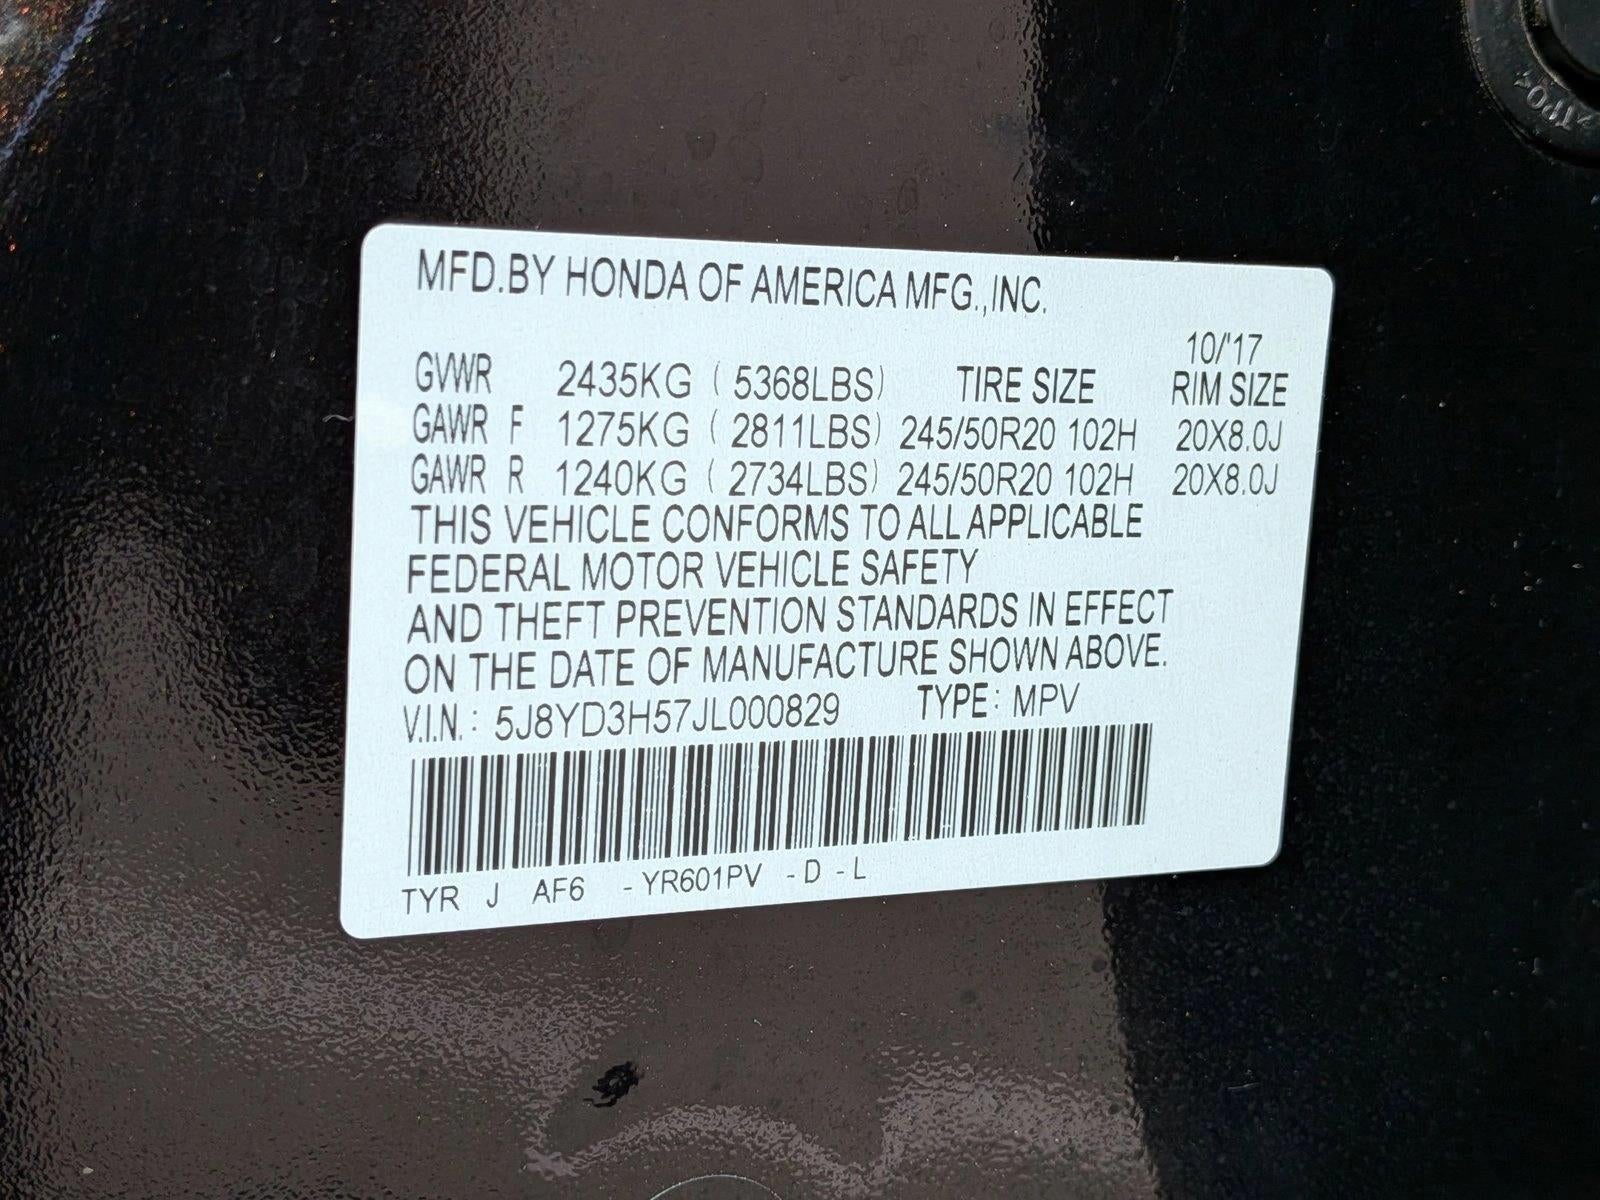 MFD.BY HONDA OF AMERICA MFG.,INC.
10/'17
GVWR 2435KG ( 5368LBS) TIRE SIZE RIM SIZE
GAWR F 1275KG ( 2811LBS) 245/50R20 102H 20X8.0J
GAWR R 1240KG ( 2734LBS) 245/50R20 102H 20X8.0J
THIS VEHICLE CONFORMS TO ALL APPLICABLE
FEDERAL MOTOR VEHICLE SAFETY
AND THEFT PREVENTION STANDARDS IN EFFECT
ON THE DATE OF MANUFACTURE SHOWN ABOVE.
V.I.N. : 5J8YD3H57JL000829 TYPE: MPV
TYR J AF6 - YR601PV - D - L